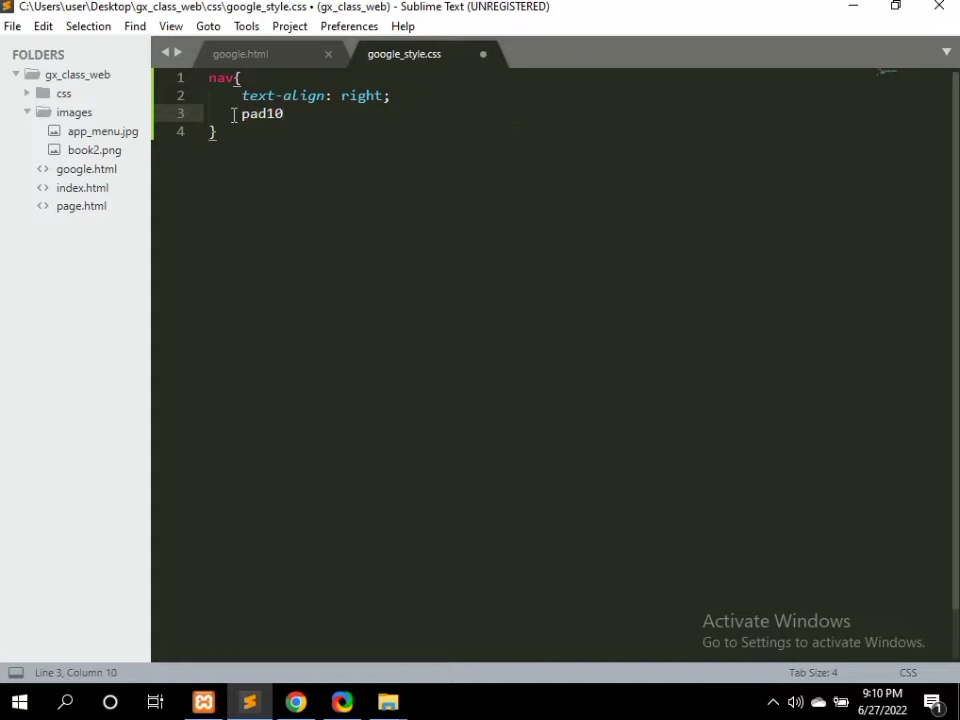 C:\Users\user\Desktop\gx_class_web\css\google_style.css • (gx_class_web) - Sublime Text (UNREGISTERED)
File Edit Selection View Goto Tools Project Preferences Help
FOLDERS
gx_class_web
css
images
app_menu.jpg
book2.png
google.html
index.html
page.html
google.html
google_style.css
1 nav{
2 text-align: right;
3 pad10
4 }
Activate Windows
Go to Settings to activate Windows.
Line 3, Column 10
Tab Size: 4
CSS
9:10 PM
6/27/2022
1